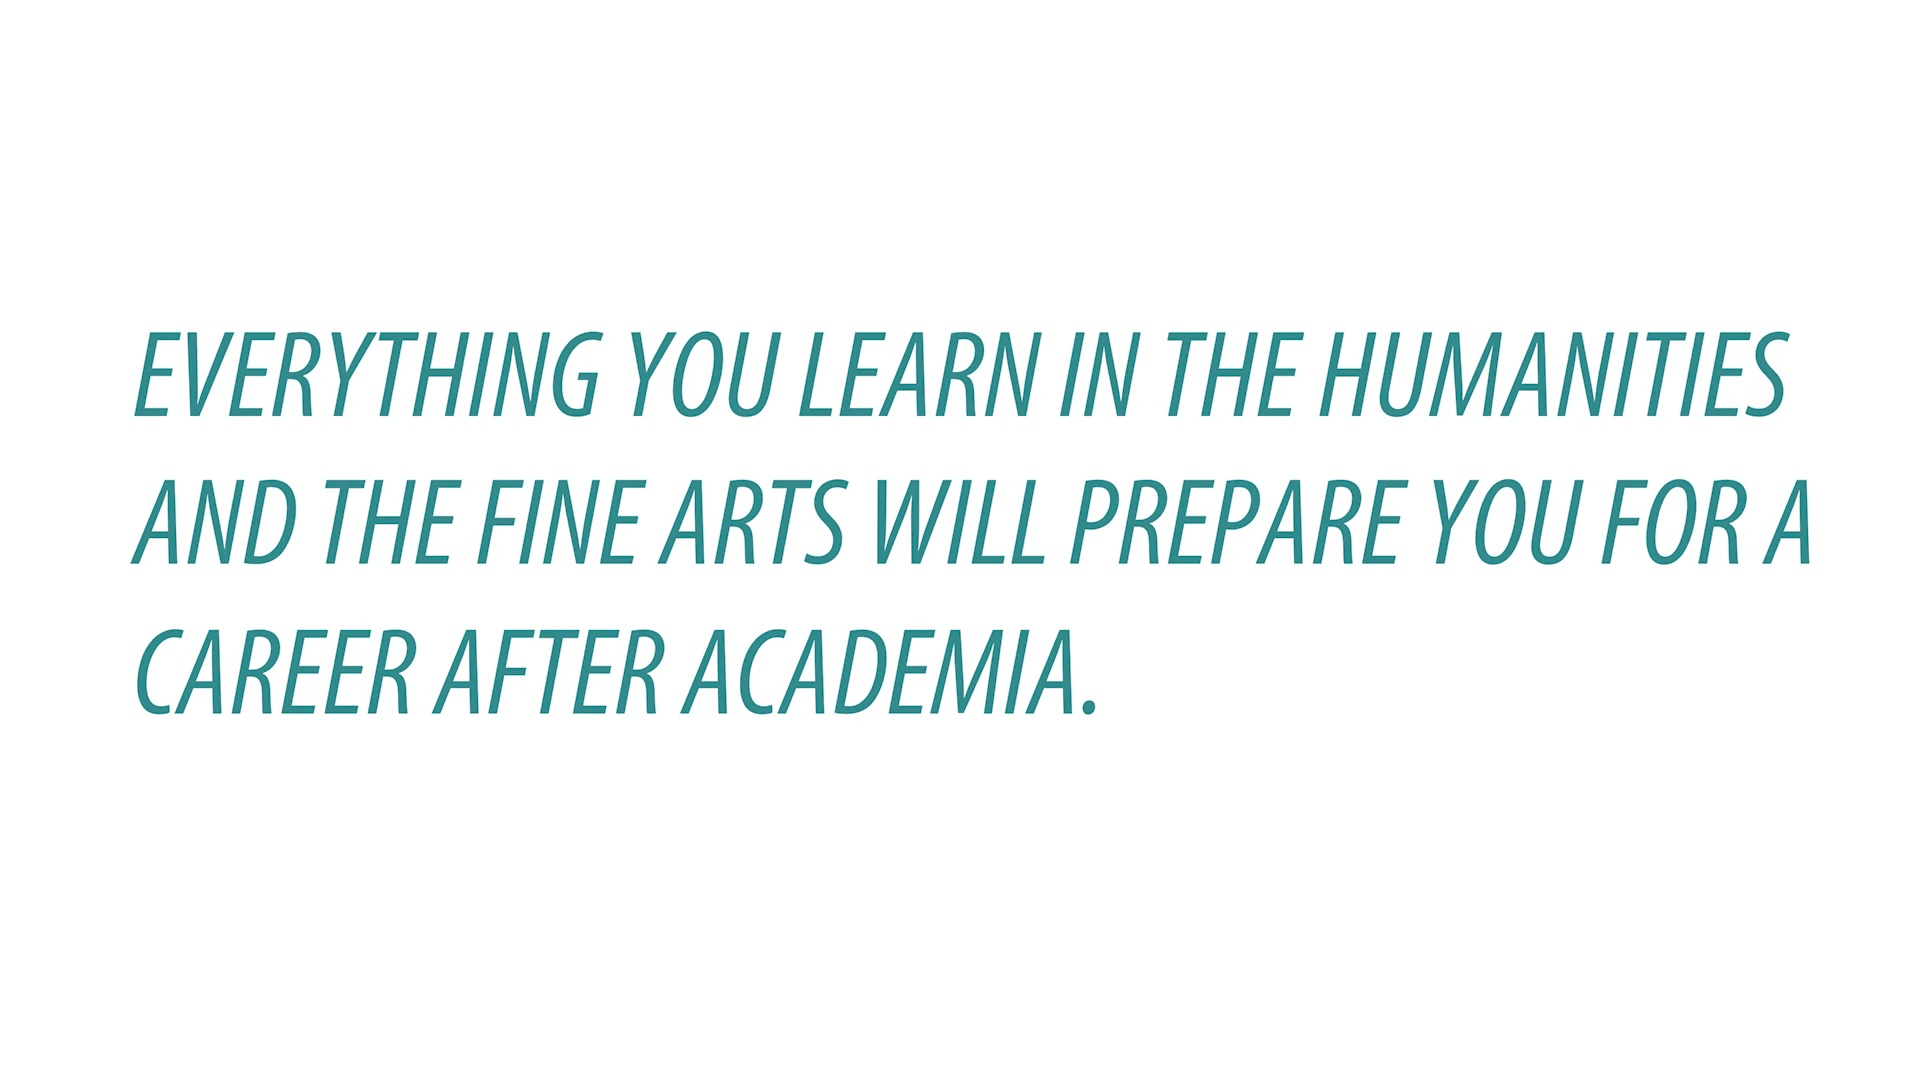 EVERYTHING YOU LEARN IN THE HUMANITIES
AND THE FINE ARTS WILL PREPARE YOU FOR A
CAREER AFTER ACADEMIA.